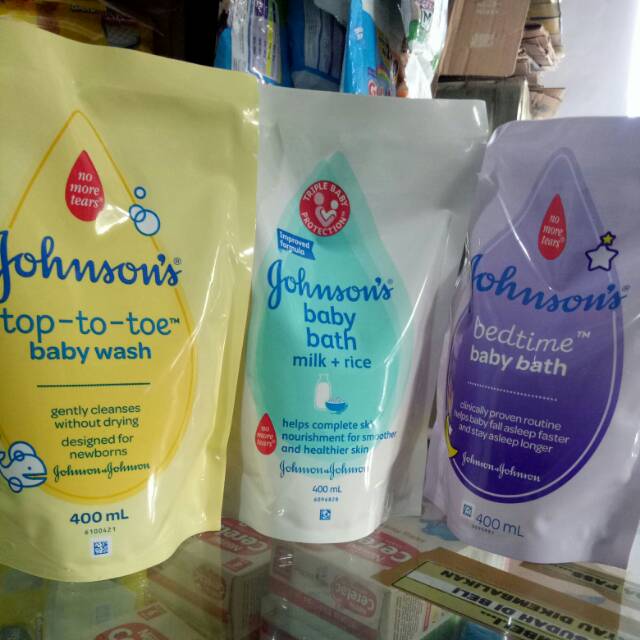 no
more
tears®
Johnson's®
top-to-toe™
baby wash
gently cleanses
without drying
designed for
newborns
Johnson & Johnson
400 mL
TRIPLE BABY
PROTECTION
Improved
formula
Johnson's®
baby
bath
milk + rice
no
more
tears
helps complete sk
nourishment for smoother
and healthier skin
Johnson & Johnson
400 mL
no
more
tears®
Johnson's®
bedtime™
baby bath
clinically proven routine
helps baby fall asleep faster
and stay asleep longer
Johnson & Johnson
400 mL